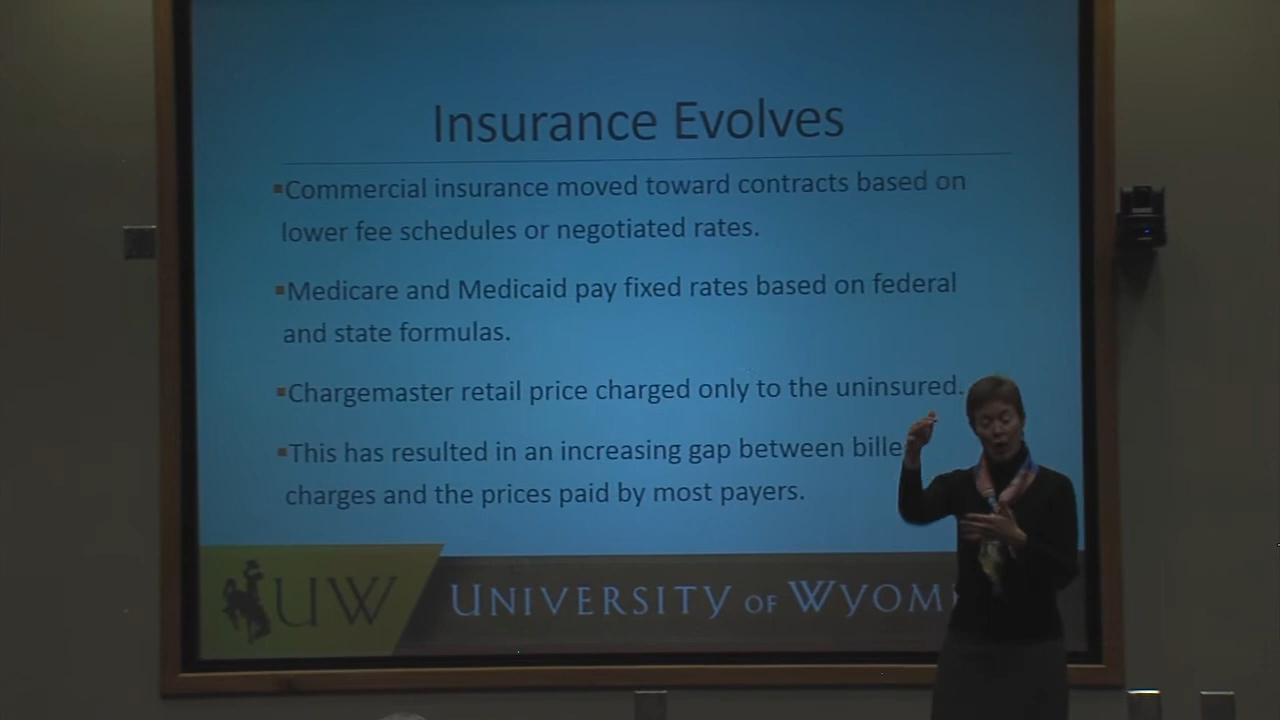 Insurance Evolves
▪Commercial insurance moved toward contracts based on
lower fee schedules or negotiated rates.
▪Medicare and Medicaid pay fixed rates based on federal
and state formulas.
▪Chargemaster retail price charged only to the uninsured.
▪This has resulted in an increasing gap between bille
charges and the prices paid by most payers.
UW UNIVERSITY OF WYOMI